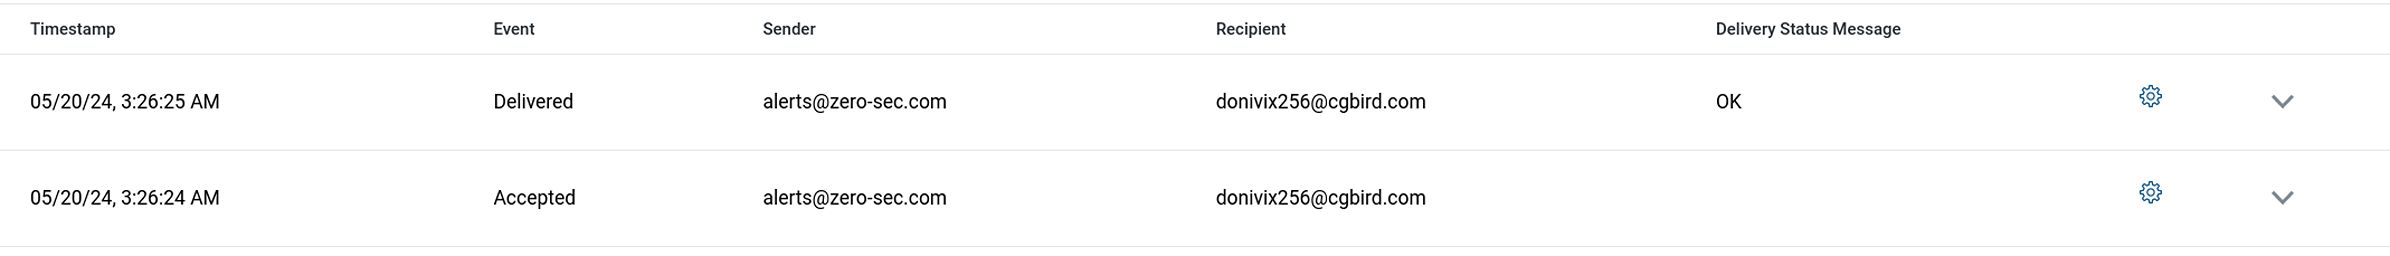 Timestamp Event Sender Recipient Delivery Status Message
05/20/24, 3:26:25 AM Delivered alerts@zero-sec.com donivix256@cgbird.com OK
05/20/24, 3:26:24 AM Accepted alerts@zero-sec.com donivix256@cgbird.com